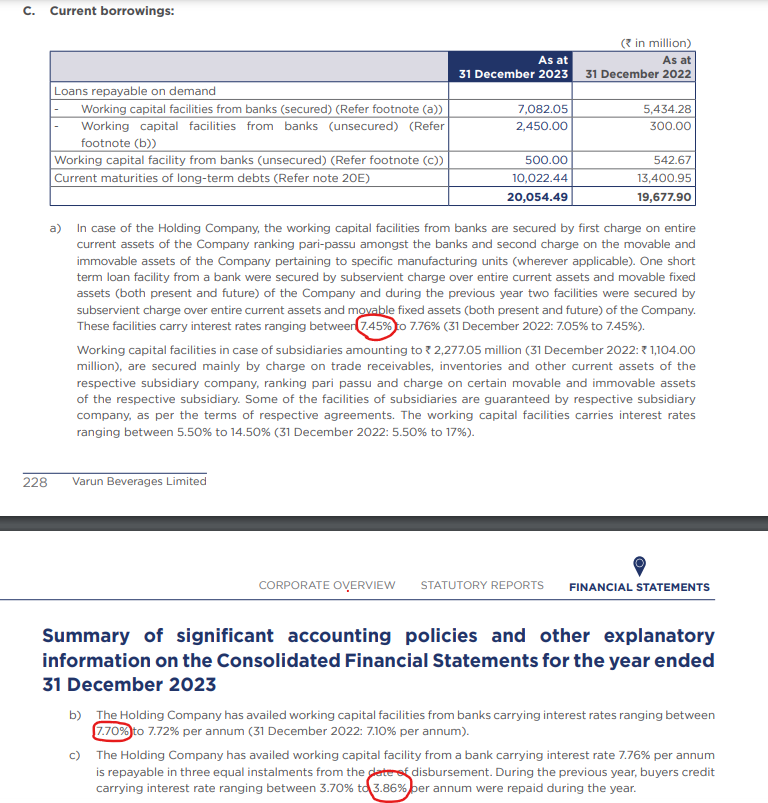 C. Current borrowings:
(₹ in million)
As at
31 December 2023
As at
31 December 2022
Loans repayable on demand
- Working capital facilities from banks (secured) (Refer footnote (a)) 7,082.05 5,434.28
- Working capital facilities from banks (unsecured) (Refer 2,450.00 300.00
footnote (b))
Working capital facility from banks (unsecured) (Refer footnote (c)) 500.00 542.67
Current maturities of long-term debts (Refer note 20E) 10,022.44 13,400.95
20,054.49 19,677.90
a) In case of the Holding Company, the working capital facilities from banks are secured by first charge on entire
current assets of the Company ranking pari-passu amongst the banks and second charge on the movable and
immovable assets of the Company pertaining to specific manufacturing units (wherever applicable). One short
term loan facility from a bank were secured by subservient charge over entire current assets and movable fixed
assets (both present and future) of the Company and during the previous year two facilities were secured by
subservient charge over entire current assets and movable fixed assets (both present and future) of the Company.
These facilities carry interest rates ranging between 7.45% to 7.76% (31 December 2022: 7.05% to 7.45%).
Working capital facilities in case of subsidiaries amounting to ₹ 2,277.05 million (31 December 2022: ₹ 1,104.00
million), are secured mainly by charge on trade receivables, inventories and other current assets of the
respective subsidiary company, ranking pari passu and charge on certain movable and immovable assets
of the respective subsidiary. Some of the facilities of subsidiaries are guaranteed by respective subsidiary
company, as per the terms of respective agreements. The working capital facilities carries interest rates
ranging between 5.50% to 14.50% (31 December 2022: 5.50% to 17%).
228 Varun Beverages Limited
CORPORATE OVERVIEW STATUTORY REPORTS FINANCIAL STATEMENTS
Summary of significant accounting policies and other explanatory
information on the Consolidated Financial Statements for the year ended
31 December 2023
b) The Holding Company has availed working capital facilities from banks carrying interest rates ranging between
7.70% to 7.72% per annum (31 December 2022: 7.10% per annum).
c) The Holding Company has availed working capital facility from a bank carrying interest rate 7.76% per annum
is repayable in three equal instalments from the date of disbursement. During the previous year, buyers credit
carrying interest rate ranging between 3.70% to 3.86% per annum were repaid during the year.